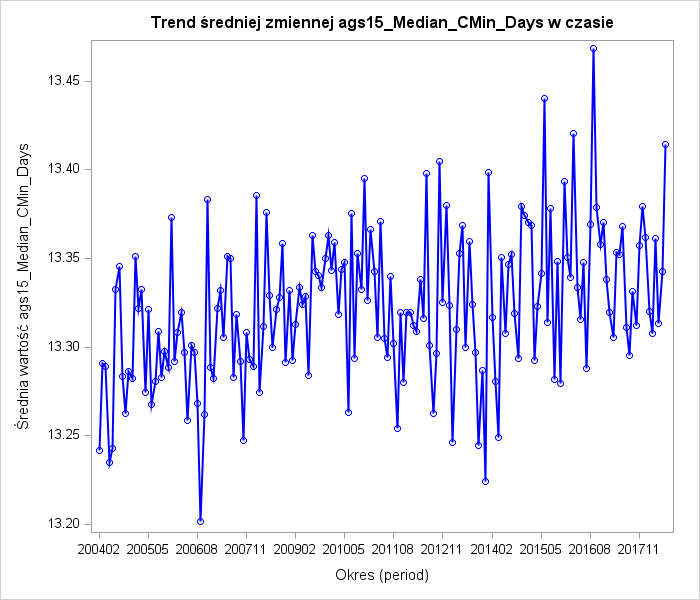 Trend średniej zmiennej ags15_Median_CMin_Days w czasie
Średnia wartość ags15_Median_CMin_Days
13.45
13.40
13.35
13.30
13.25
13.20
200402 200505 200608 200711 200902 201005 201108 201211 201402 201505 201608 201711
Okres (period)